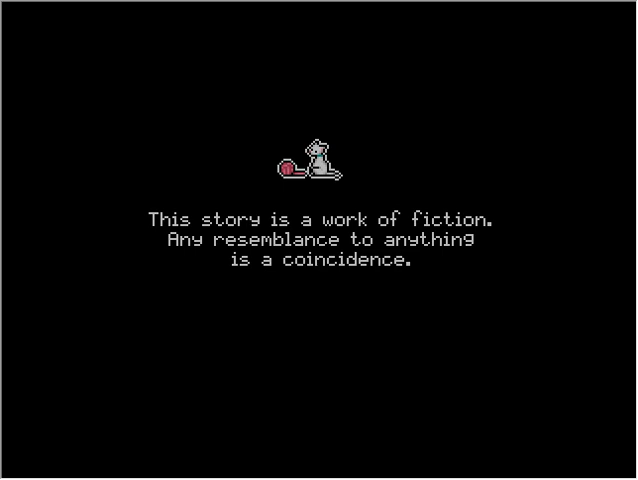 This story is a work of fiction.
Any resemblance to anything
is a coincidence.